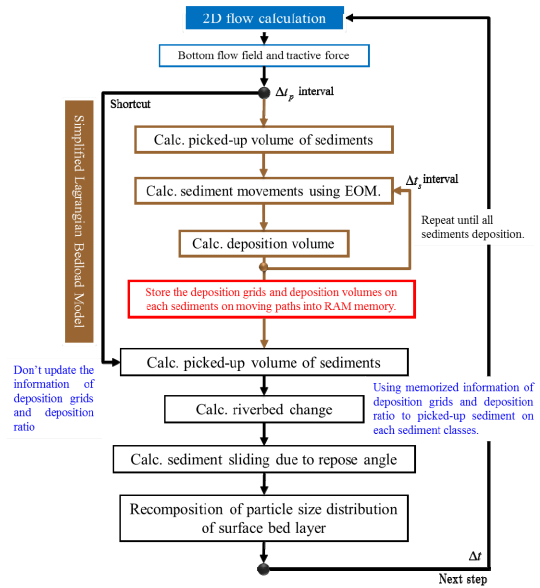 2D flow calculation
Bottom flow field and tractive force
Δtp interval
Shortcut
Simplified Lagrangian Bedload Model
Calc. picked-up volume of sediments
Δts interval
Calc. sediment movements using EOM.
Repeat until all
sediments deposition.
Calc. deposition volume
Store the deposition grids and deposition volumes on
each sediments on moving paths into RAM memory.
Calc. picked-up volume of sediments
Don't update the
information of
deposition grids
and deposition
ratio
Using memorized information of
deposition grids and deposition
ratio to picked-up sediment on
each sediment classes.
Calc. riverbed change
Calc. sediment sliding due to repose angle
Recomposition of particle size distribution
of surface bed layer
Δt
Next step